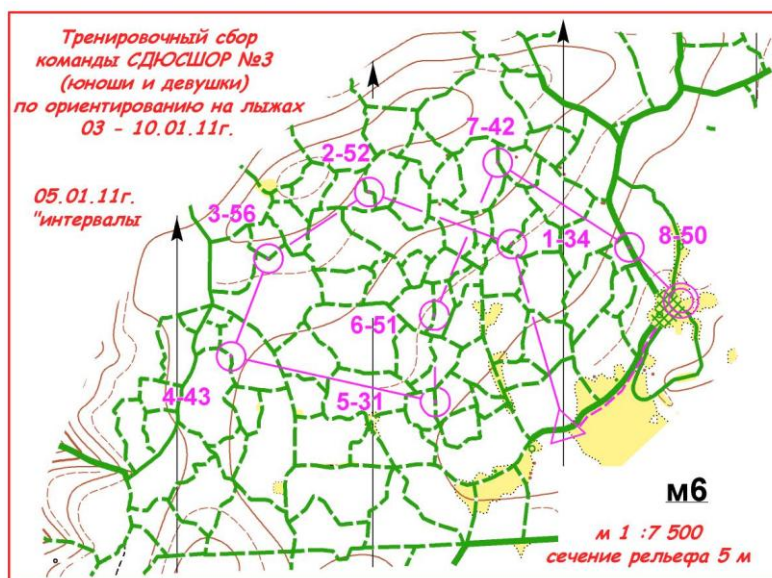 Тренировочный сбор
команды СДЮСШОР №3
(юноши и девушки)
по ориентированию на лыжах
03 - 10.01.11г.
05.01.11г.
"интервалы
7-42
2-52
3-56
1-34
8-50
6-51
4-43
5-31
м6
м 1 :7 500
сечение рельефа 5 м